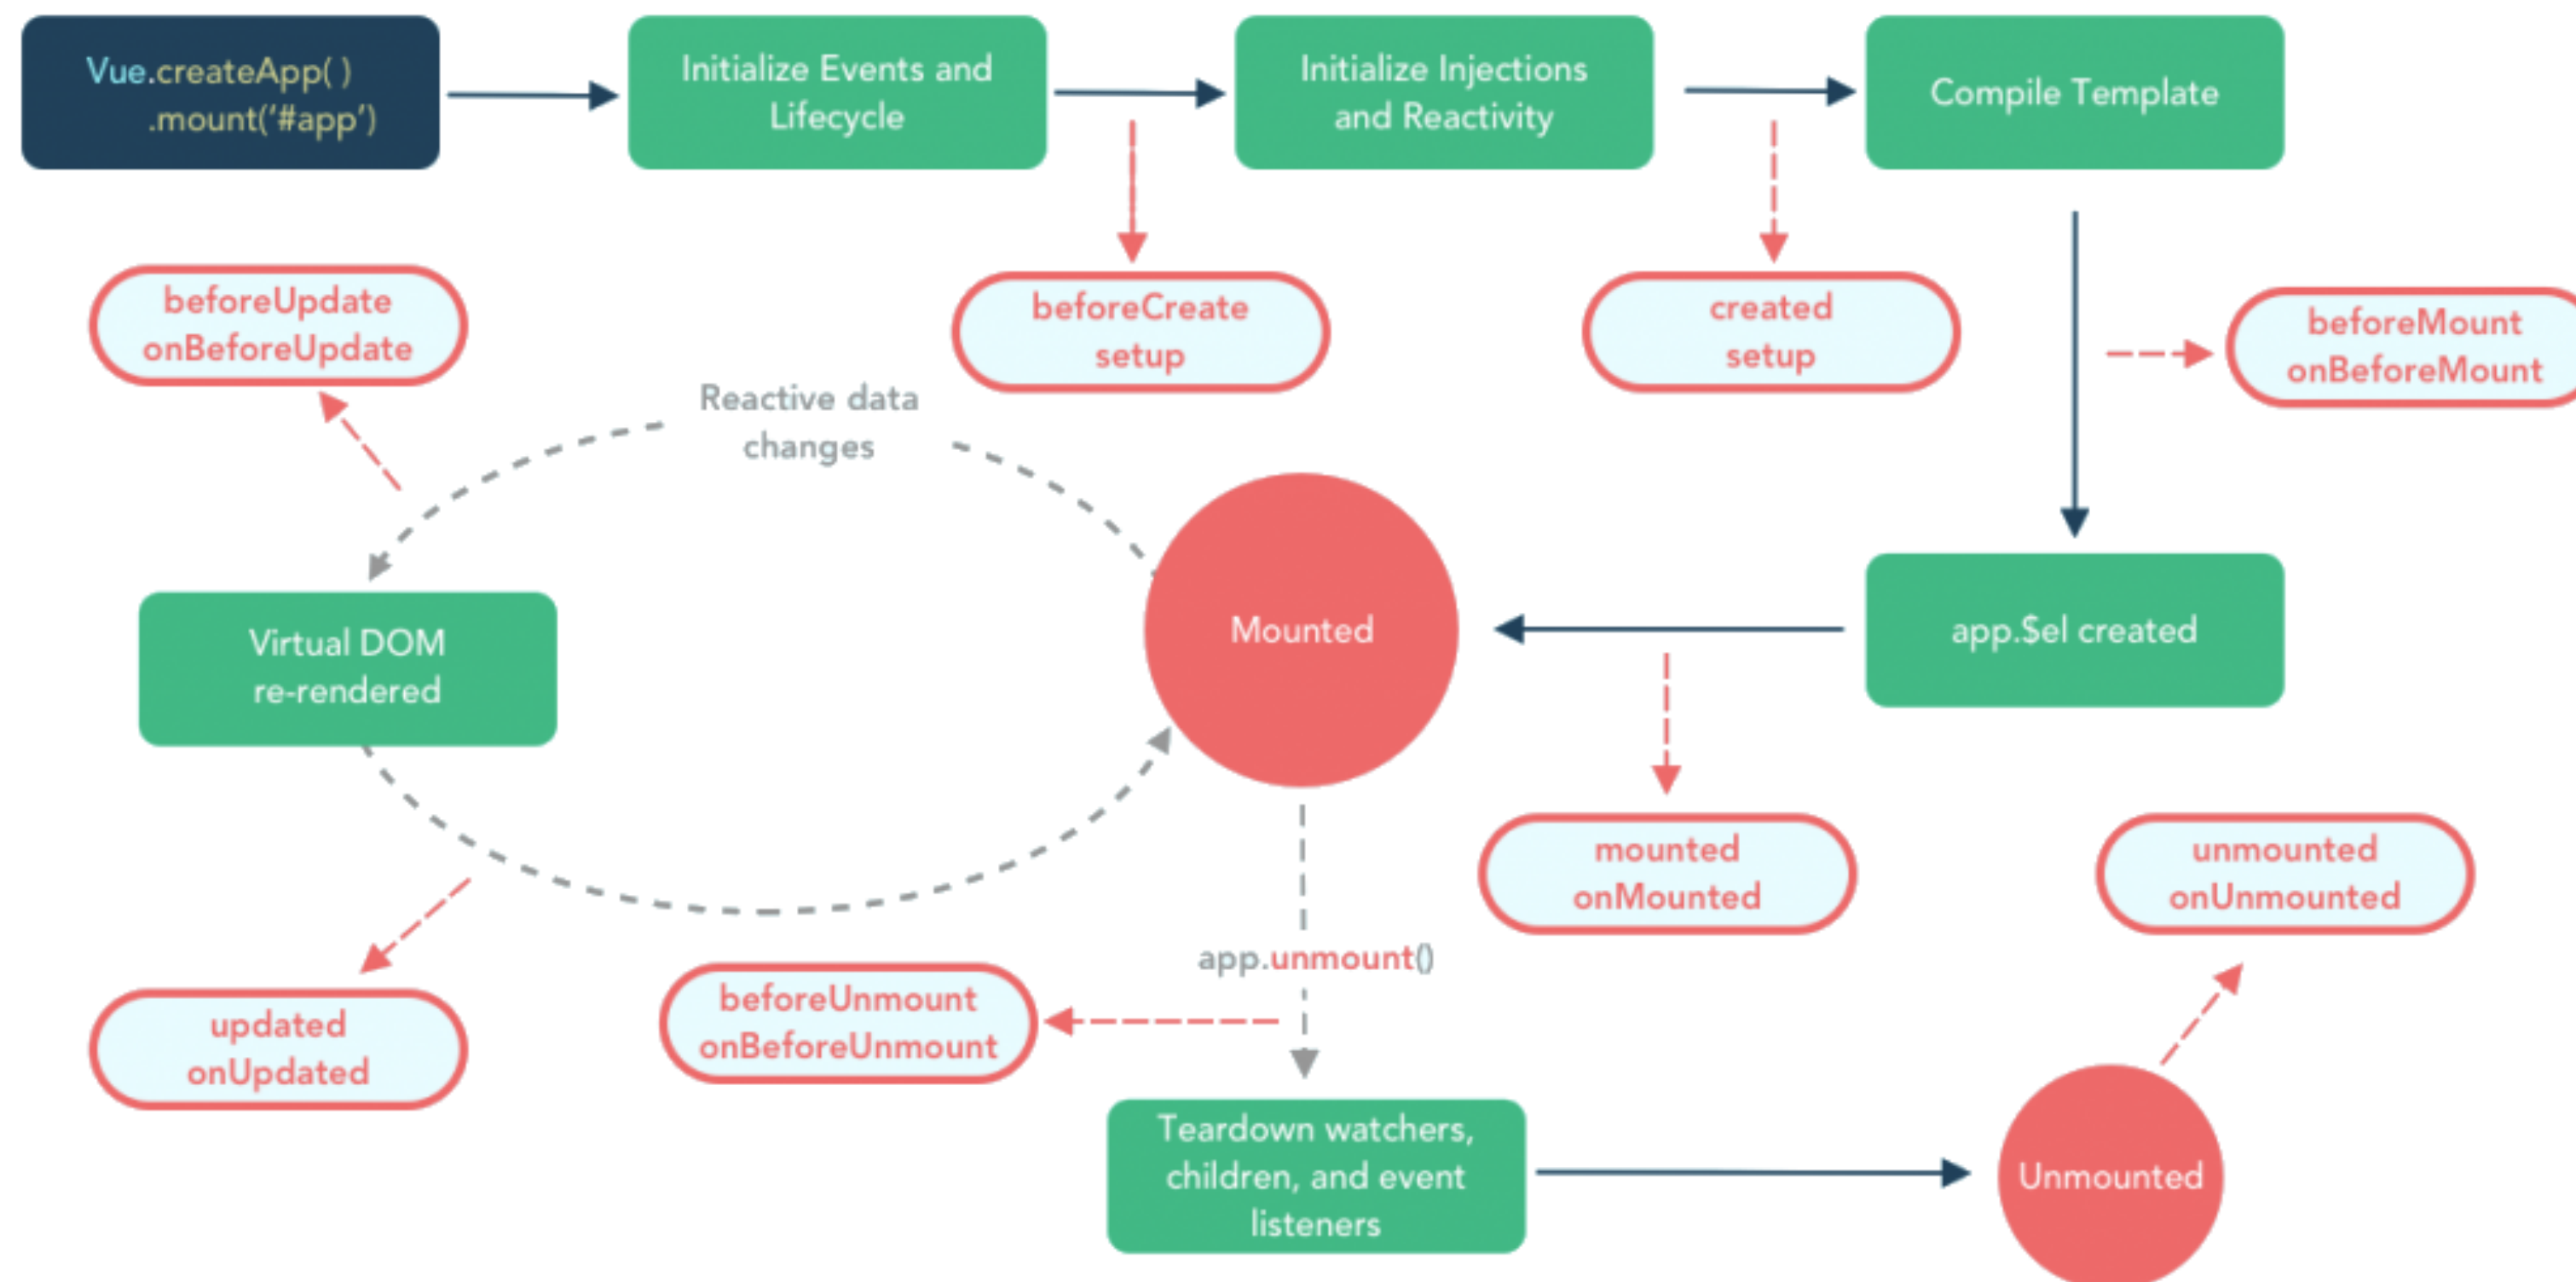 Vue.createApp( )
.mount(‘#app’)
Initialize Events and
Lifecycle
Initialize Injections
and Reactivity
Compile Template
beforeUpdate
onBeforeUpdate
beforeCreate
setup
created
setup
beforeMount
onBeforeMount
Reactive data
changes
Virtual DOM
re-rendered
Mounted
app.$el created
mounted
onMounted
unmounted
onUnmounted
app.unmount()
beforeUnmount
onBeforeUnmount
updated
onUpdated
Teardown watchers,
children, and event
listeners
Unmounted